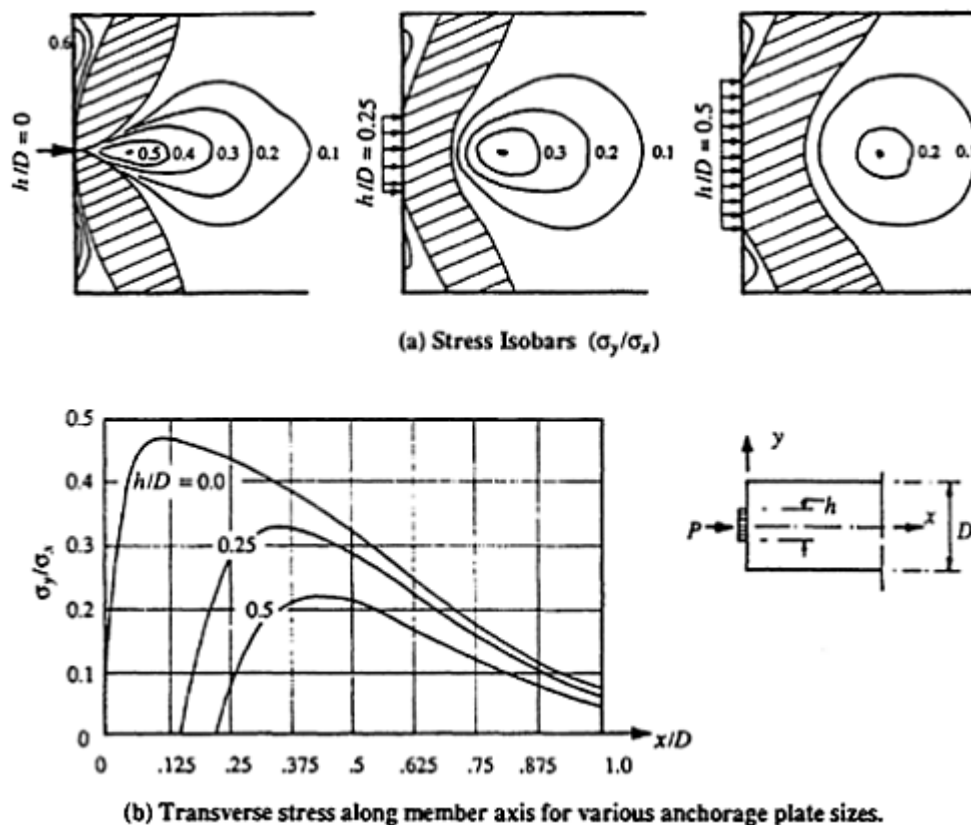 0.6
h/D = 0
0.5 0.4 0.3 0.2 0.1
h/D = 0.25
0.3 0.2 0.1
h/D = 0.5
0.2 0.1
(a) Stress Isobars (σy/σx)
σy/σx
0.5
0.4
0.3
0.2
0.1
0
h/D = 0.0
0.25
0.5
0 .125 .25 .375 .5 .625 .75 .875 1.0
x/D
y
P
h
x
D
(b) Transverse stress along member axis for various anchorage plate sizes.